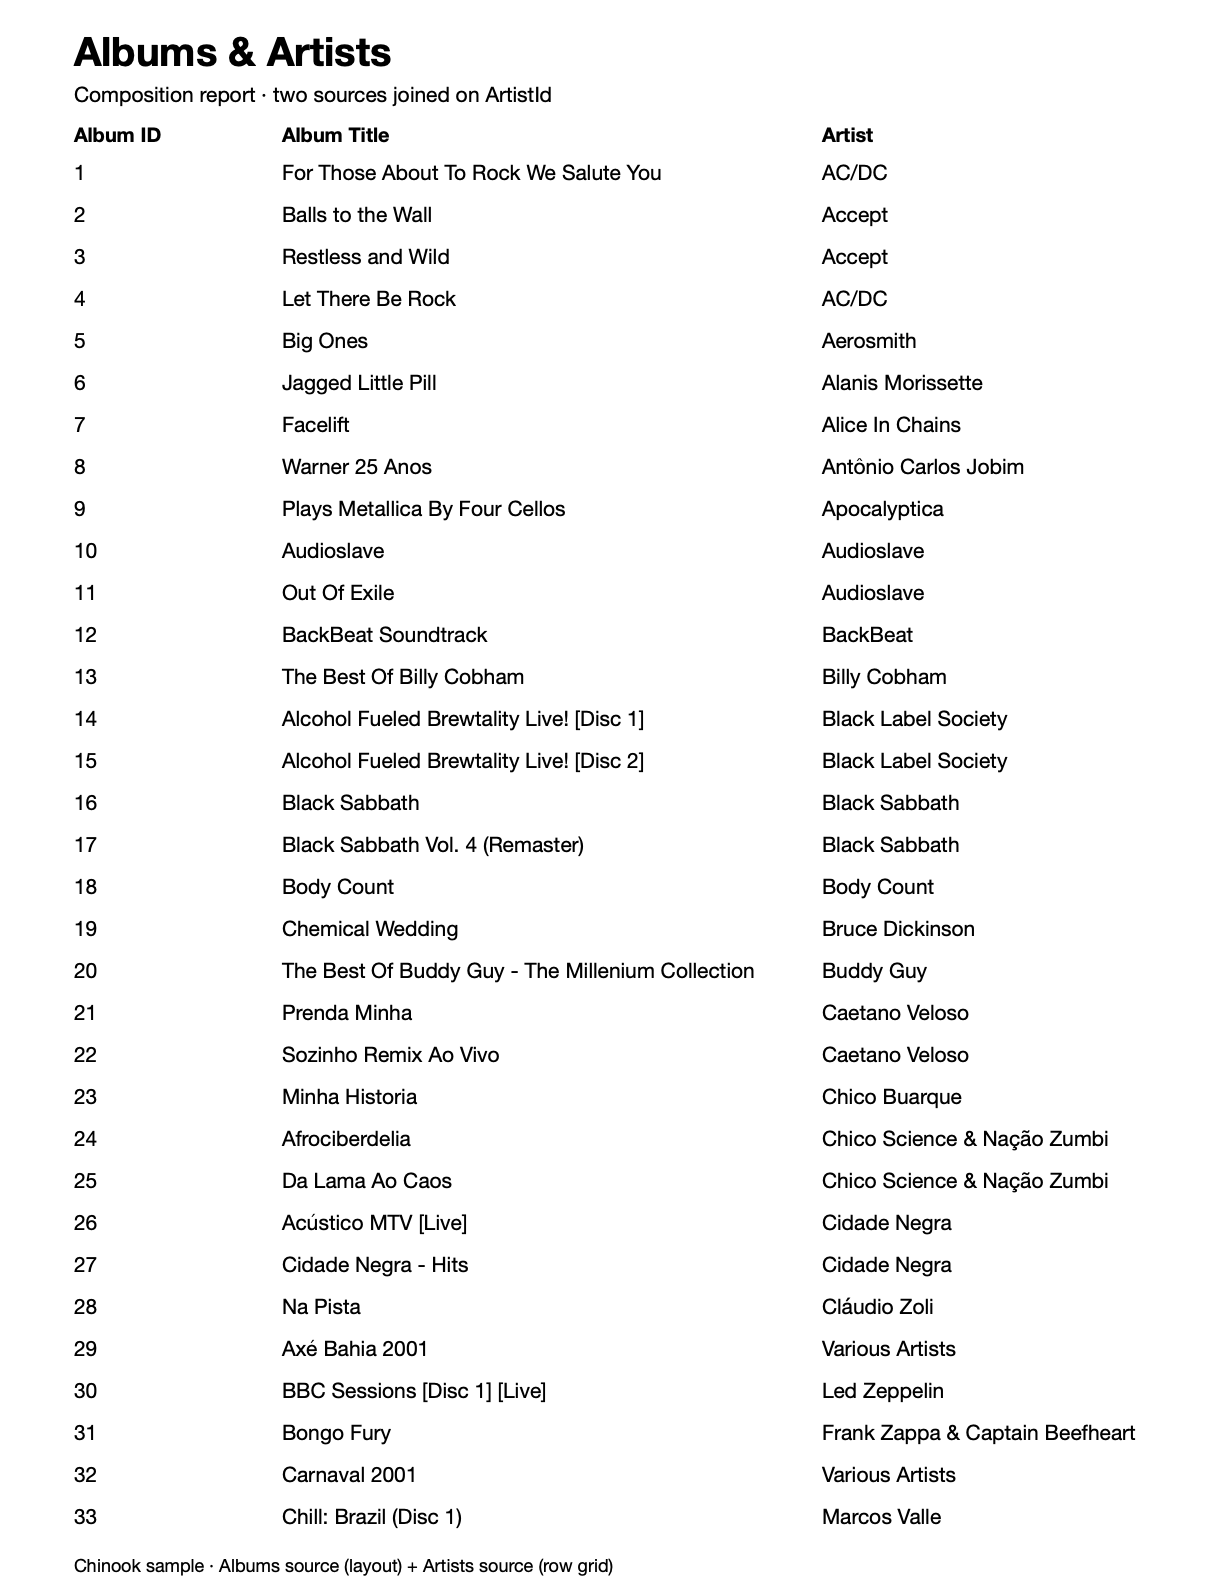 Albums & Artists
Composition report · two sources joined on ArtistId
Album ID Album Title Artist
1 For Those About To Rock We Salute You AC/DC
2 Balls to the Wall Accept
3 Restless and Wild Accept
4 Let There Be Rock AC/DC
5 Big Ones Aerosmith
6 Jagged Little Pill Alanis Morissette
7 Facelift Alice In Chains
8 Warner 25 Anos Antônio Carlos Jobim
9 Plays Metallica By Four Cellos Apocalyptica
10 Audioslave Audioslave
11 Out Of Exile Audioslave
12 BackBeat Soundtrack BackBeat
13 The Best Of Billy Cobham Billy Cobham
14 Alcohol Fueled Brewtality Live! [Disc 1] Black Label Society
15 Alcohol Fueled Brewtality Live! [Disc 2] Black Label Society
16 Black Sabbath Black Sabbath
17 Black Sabbath Vol. 4 (Remaster) Black Sabbath
18 Body Count Body Count
19 Chemical Wedding Bruce Dickinson
20 The Best Of Buddy Guy - The Millenium Collection Buddy Guy
21 Prenda Minha Caetano Veloso
22 Sozinho Remix Ao Vivo Caetano Veloso
23 Minha Historia Chico Buarque
24 Afrociberdelia Chico Science & Nação Zumbi
25 Da Lama Ao Caos Chico Science & Nação Zumbi
26 Acústico MTV [Live] Cidade Negra
27 Cidade Negra - Hits Cidade Negra
28 Na Pista Cláudio Zoli
29 Axé Bahia 2001 Various Artists
30 BBC Sessions [Disc 1] [Live] Led Zeppelin
31 Bongo Fury Frank Zappa & Captain Beefheart
32 Carnaval 2001 Various Artists
33 Chill: Brazil (Disc 1) Marcos Valle
Chinook sample · Albums source (layout) + Artists source (row grid)